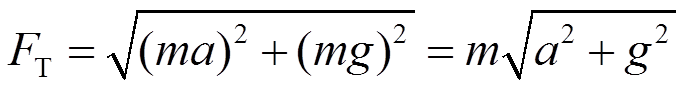 F_T = √((ma)² + (mg)²) = m√(a² + g²)